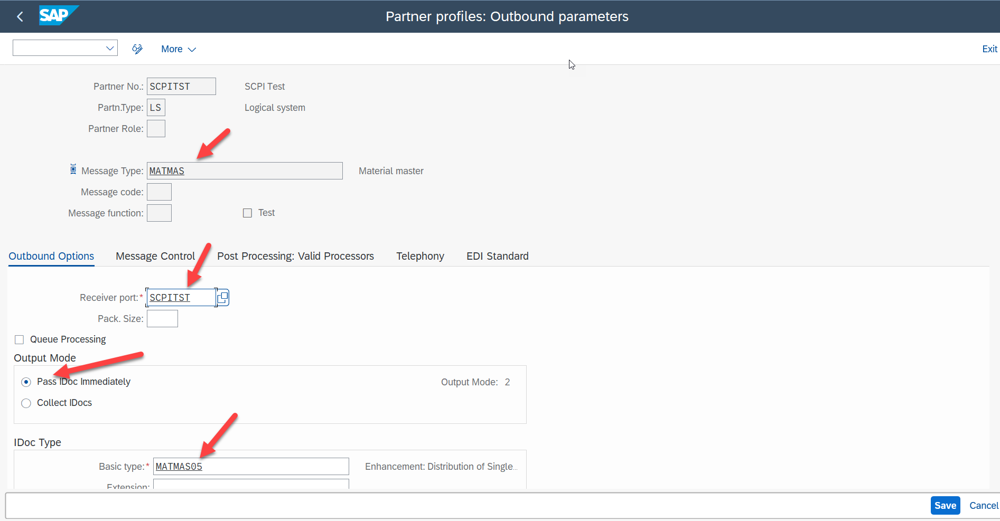 SAP Partner profiles: Outbound parameters
More Exit
Partner No.: SCPITST SCPI Test
Partn.Type: LS Logical system
Partner Role:
Message Type: MATMAS Material master
Message code:
Message function: Test
Outbound Options Message Control Post Processing: Valid Processors Telephony EDI Standard
Receiver port:* SCPITST
Pack. Size:
Queue Processing
Output Mode
Pass IDoc Immediately Output Mode: 2
Collect IDocs
IDoc Type
Basic type:* MATMAS05 Enhancement: Distribution of Single...
Extension:
Save Cancel